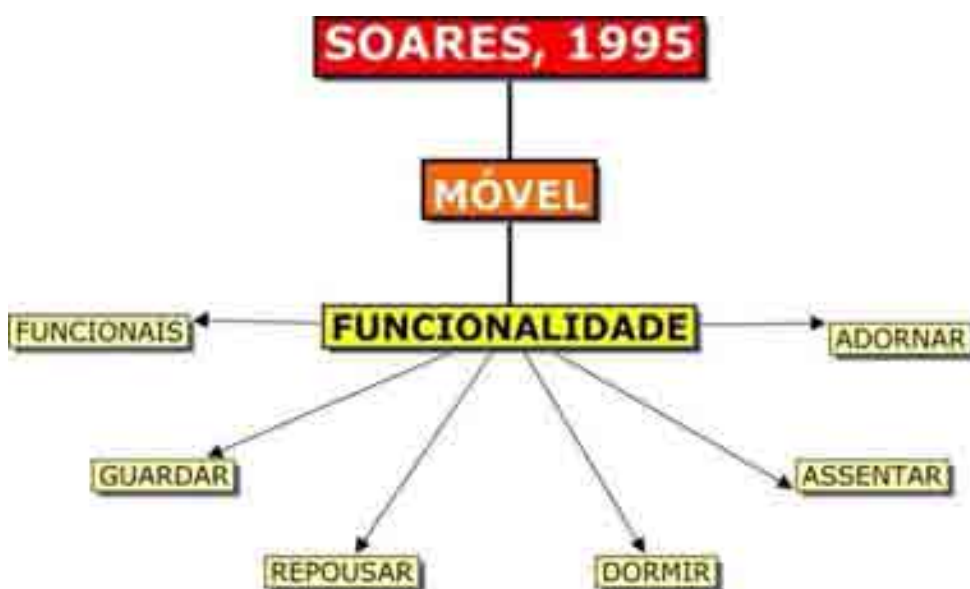 SOARES, 1995
MÓVEL
FUNCIONALIDADE
FUNCIONAIS
ADORNAR
GUARDAR
ASSENTAR
REPOUSAR
DORMIR